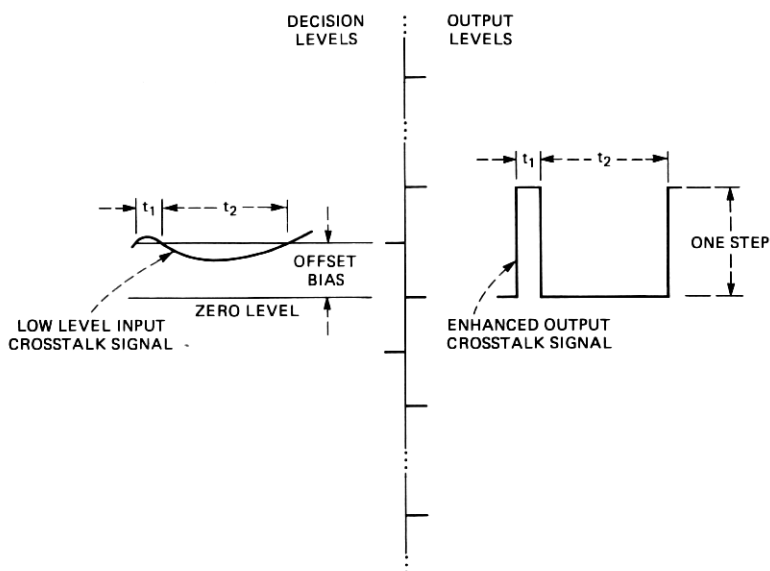 DECISION
LEVELS
OUTPUT
LEVELS
t1
t2
t1
t2
OFFSET
BIAS
ZERO LEVEL
LOW LEVEL INPUT
CROSSTALK SIGNAL
ONE STEP
ENHANCED OUTPUT
CROSSTALK SIGNAL